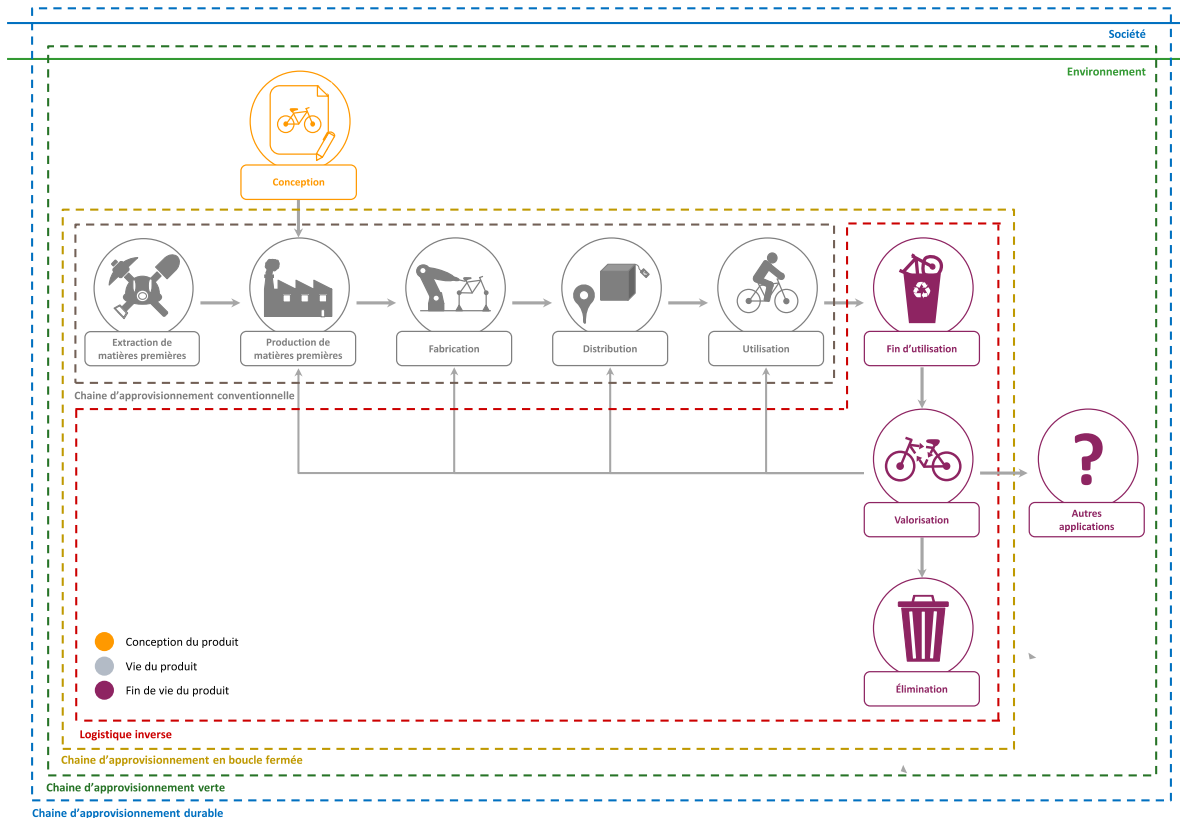 Société
Environnement
Conception
Extraction de
matières premières
Production de
matières premières
Fabrication
Distribution
Utilisation
Fin d'utilisation
Chaine d'approvisionnement conventionnelle
?
Valorisation
Autres
applications
Conception du produit
Vie du produit
Fin de vie du produit
Élimination
Logistique inverse
Chaine d'approvisionnement en boucle fermée
Chaine d'approvisionnement verte
Chaine d'approvisionnement durable